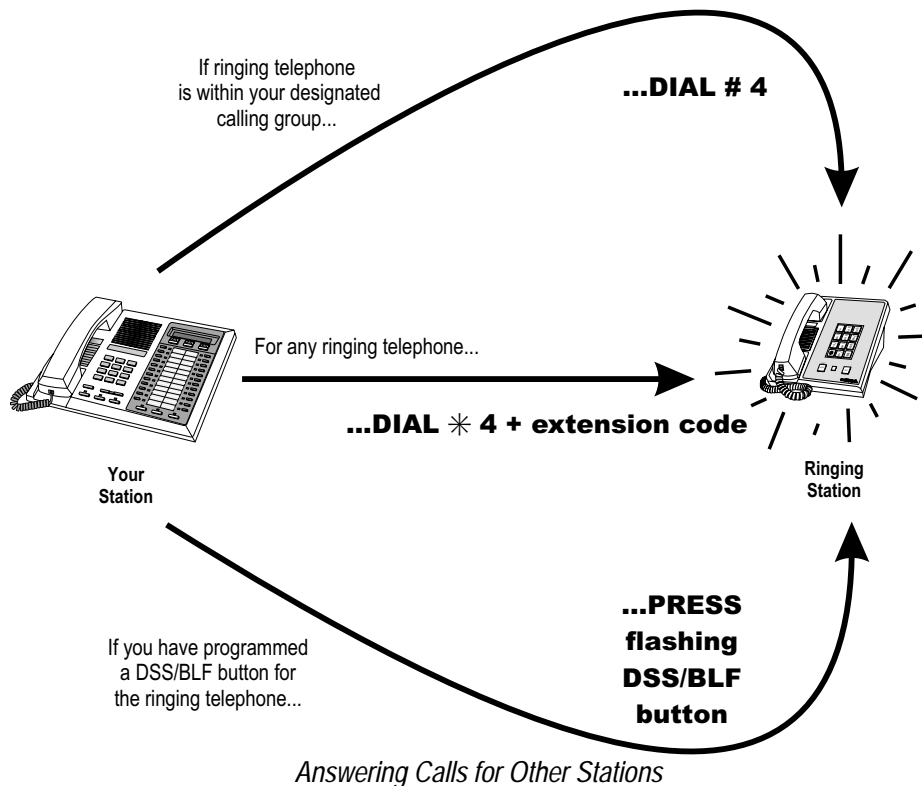 If ringing telephone
is within your designated
calling group...
...DIAL # 4
For any ringing telephone...
...DIAL ✳ 4 + extension code
Your
Station
Ringing
Station
If you have programmed
a DSS/BLF button for
the ringing telephone...
...PRESS
flashing
DSS/BLF
button
Answering Calls for Other Stations